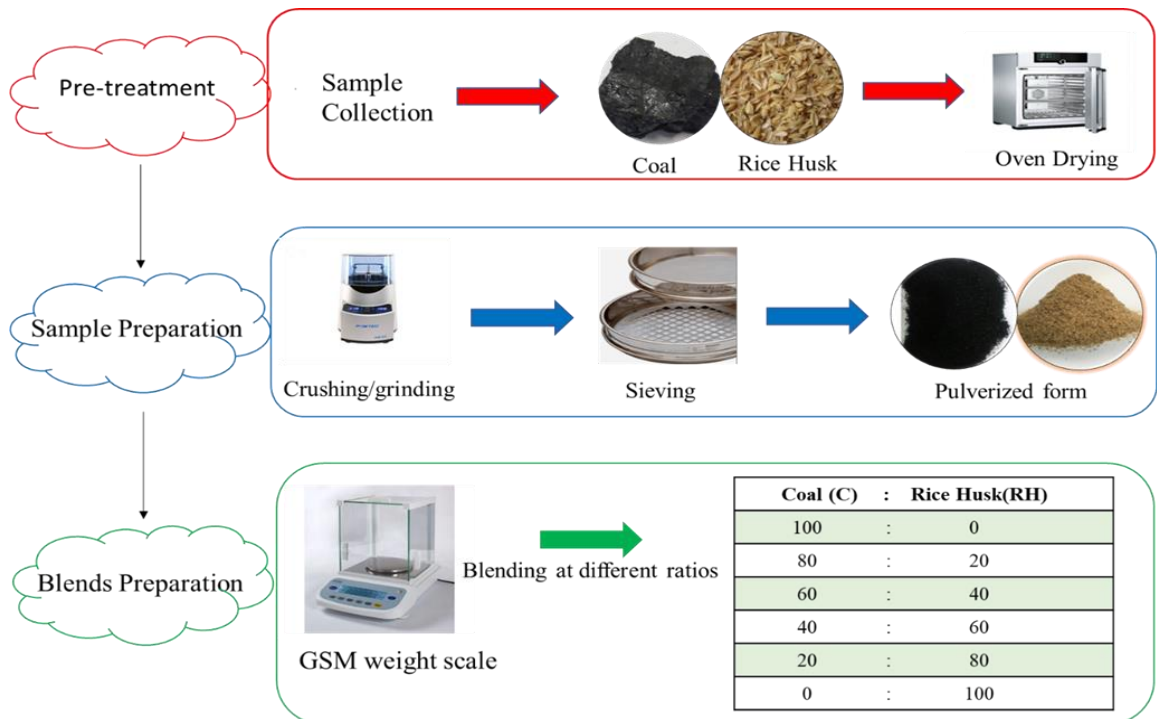 Pre-treatment
Sample
Collection
Coal
Rice Husk
Oven Drying
Sample Preparation
Crushing/grinding
Sieving
Pulverized form
Blends Preparation
GSM weight scale
Blending at different ratios
Coal (C) : Rice Husk(RH)
100 : 0
80 : 20
60 : 40
40 : 60
20 : 80
0 : 100